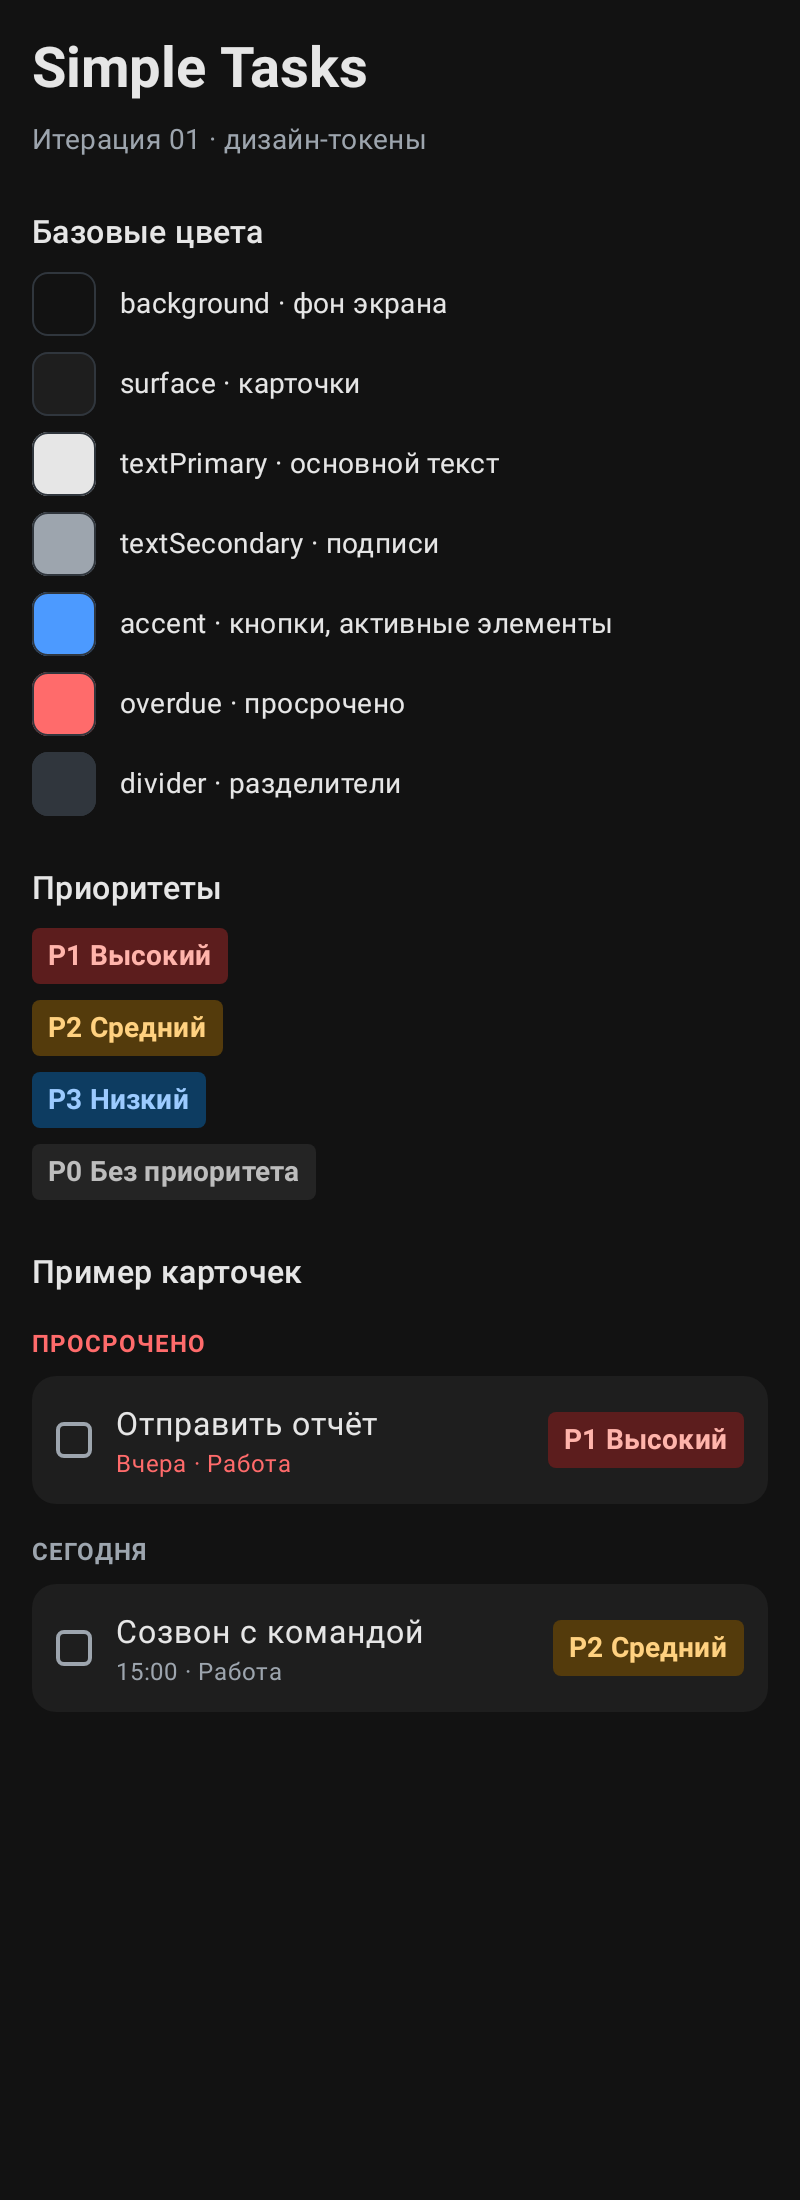 Simple Tasks
Итерация 01 · дизайн-токены
Базовые цвета
background · фон экрана
surface · карточки
textPrimary · основной текст
textSecondary · подписи
accent · кнопки, активные элементы
overdue · просрочено
divider · разделители
Приоритеты
P1 Высокий
P2 Средний
P3 Низкий
P0 Без приоритета
Пример карточек
ПРОСРОЧЕНО
Отправить отчёт
P1 Высокий
Вчера · Работа
СЕГОДНЯ
Созвон с командой
P2 Средний
15:00 · Работа